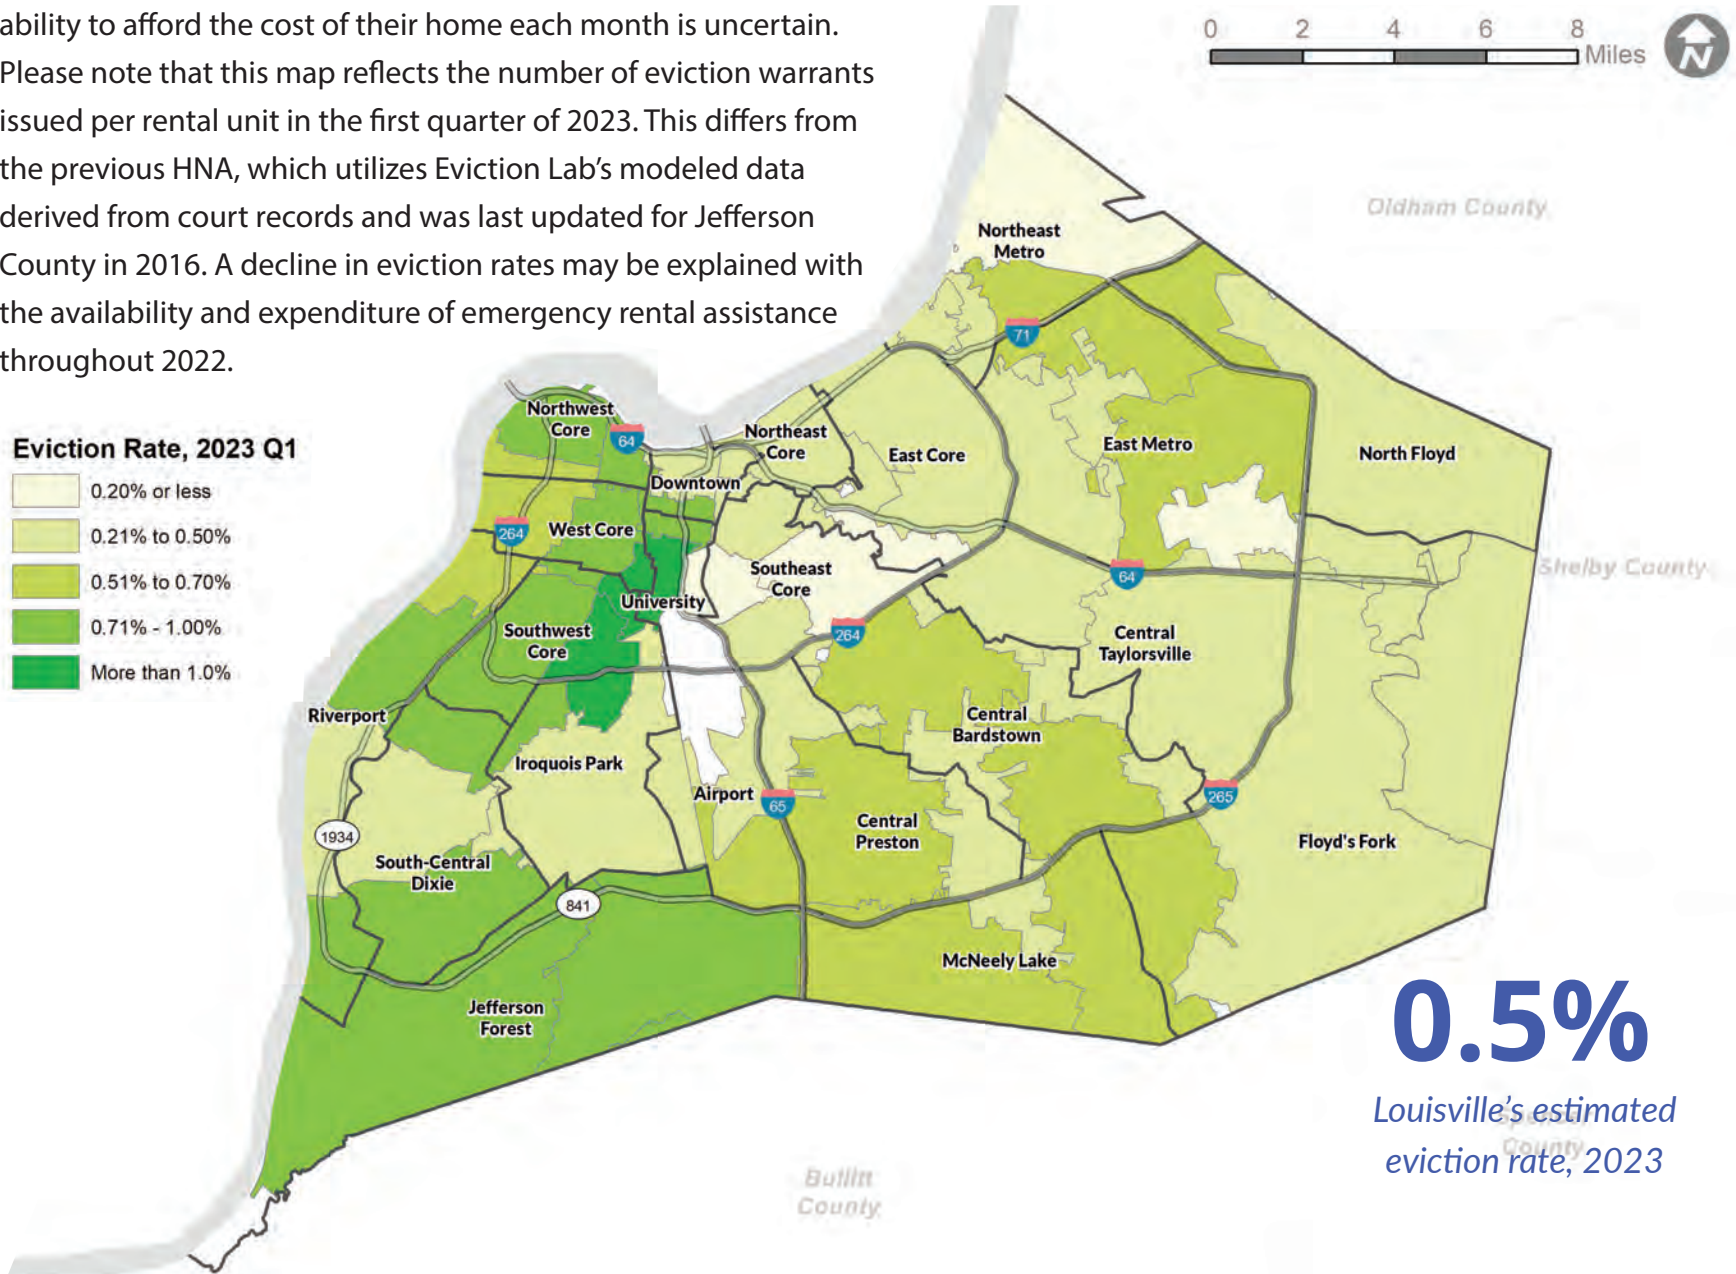 ability to afford the cost of their home each month is uncertain.
Please note that this map reflects the number of eviction warrants
issued per rental unit in the first quarter of 2023. This differs from
the previous HNA, which utilizes Eviction Lab’s modeled data
derived from court records and was last updated for Jefferson
County in 2016. A decline in eviction rates may be explained with
the availability and expenditure of emergency rental assistance
throughout 2022.
0 2 4 6 8
Miles
N
Oldham County
Northeast
Metro
71
Eviction Rate, 2023 Q1
0.20% or less
0.21% to 0.50%
0.51% to 0.70%
0.71% - 1.00%
More than 1.0%
Northwest
Core
64
Northeast
Core
East Core
East Metro
North Floyd
Downtown
264
West Core
Southeast
Core
64
Shelby County
University
Southwest
Core
264
Central
Taylorsville
Riverport
Central
Bardstown
Iroquois Park
Airport
65
265
1934
Central
Preston
Floyd's Fork
South-Central
Dixie
841
McNeely Lake
Jefferson
Forest
0.5%
Louisville’s estimated
eviction rate, 2023
Spencer
County
Bullitt
County